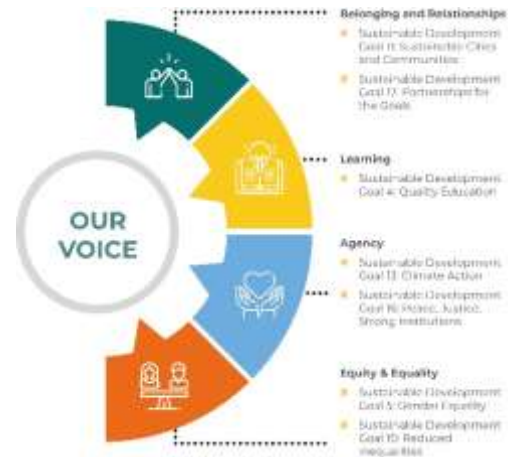 Belonging and Relationships
Sustainable Development
Goal 11: Sustainable Cities
and Communities
Sustainable Development
Goal 17: Partnerships for
the Goals
Learning
Sustainable Development
Goal 4: Quality Education
OUR
VOICE
Agency
Sustainable Development
Goal 13: Climate Action
Sustainable Development
Goal 16: Peace, Justice,
Strong Institutions
Equity & Equality
Sustainable Development
Goal 5: Gender Equality
Sustainable Development
Goal 10: Reduced
Inequalities